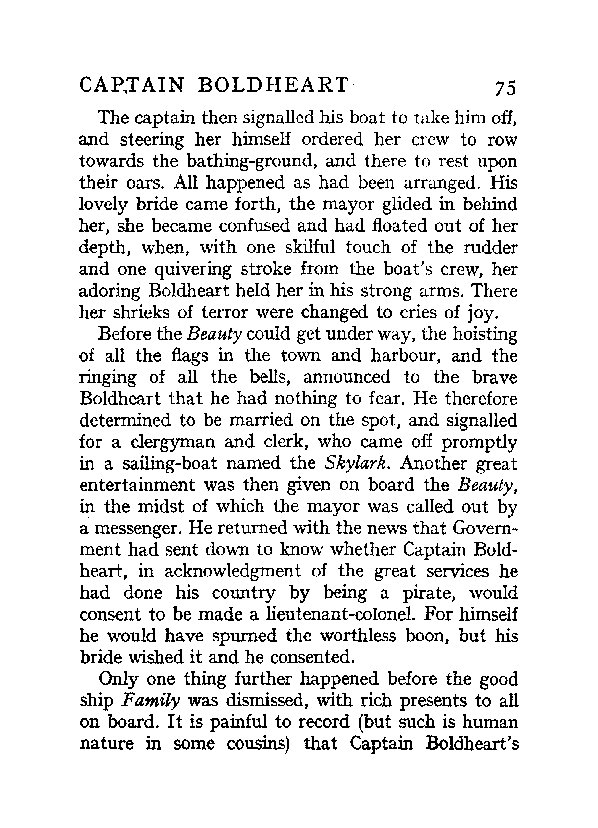 CAPTAIN BOLDHEART 75
The captain then signalled his boat to take him off,
and steering her himself ordered her crew to row
towards the bathing-ground, and there to rest upon
their oars. All happened as had been arranged. His
lovely bride came forth, the mayor glided in behind
her, she became confused and had floated out of her
depth, when, with one skilful touch of the rudder
and one quivering stroke from the boat's crew, her
adoring Boldheart held her in his strong arms. There
her shrieks of terror were changed to cries of joy.
Before the Beauty could get under way, the hoisting
of all the flags in the town and harbour, and the
ringing of all the bells, announced to the brave
Boldheart that he had nothing to fear. He therefore
determined to be married on the spot, and signalled
for a clergyman and clerk, who came off promptly
in a sailing-boat named the Skylark. Another great
entertainment was then given on board the Beauty,
in the midst of which the mayor was called out by
a messenger. He returned with the news that Govern-
ment had sent down to know whether Captain Bold-
heart, in acknowledgment of the great services he
had done his country by being a pirate, would
consent to be made a lieutenant-colonel. For himself
he would have spurned the worthless boon, but his
bride wished it and he consented.
Only one thing further happened before the good
ship Family was dismissed, with rich presents to all
on board. It is painful to record (but such is human
nature in some cousins) that Captain Boldheart's